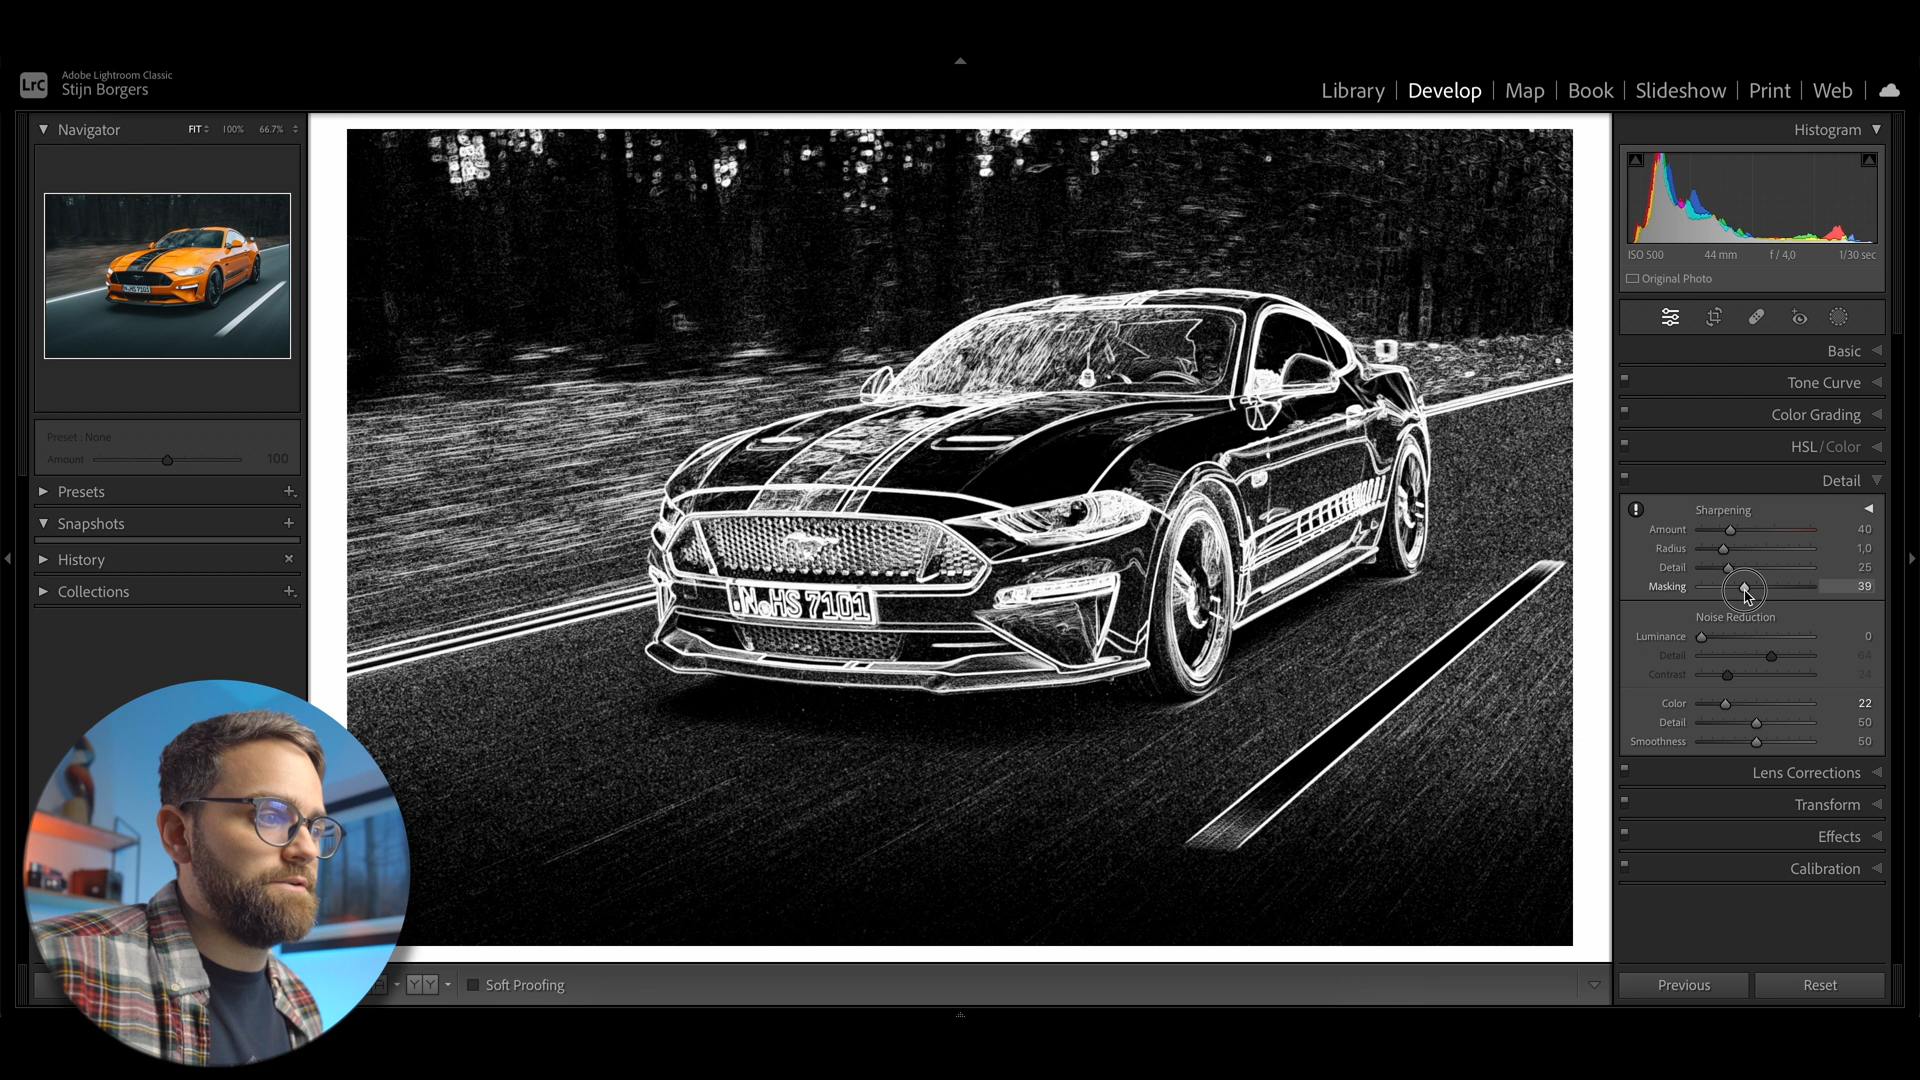 LrC
Adobe Lightroom Classic
Stijn Borgers
Library | Develop | Map | Book | Slideshow | Print | Web
Navigator FIT 100% 66.7%
N HS 7101
Preset : None
Amount 100
Presets
Snapshots
History
Collections
N HS 7101
Y Y Soft Proofing
Histogram
ISO 500 44 mm f / 4,0 1/30 sec
Original Photo
Basic
Tone Curve
Color Grading
HSL / Color
Detail
Sharpening
Amount 40
Radius 1,0
Detail 25
Masking 39
Noise Reduction
Luminance 0
Detail 64
Contrast 24
Color 22
Detail 50
Smoothness 50
Lens Corrections
Transform
Effects
Calibration
Previous Reset